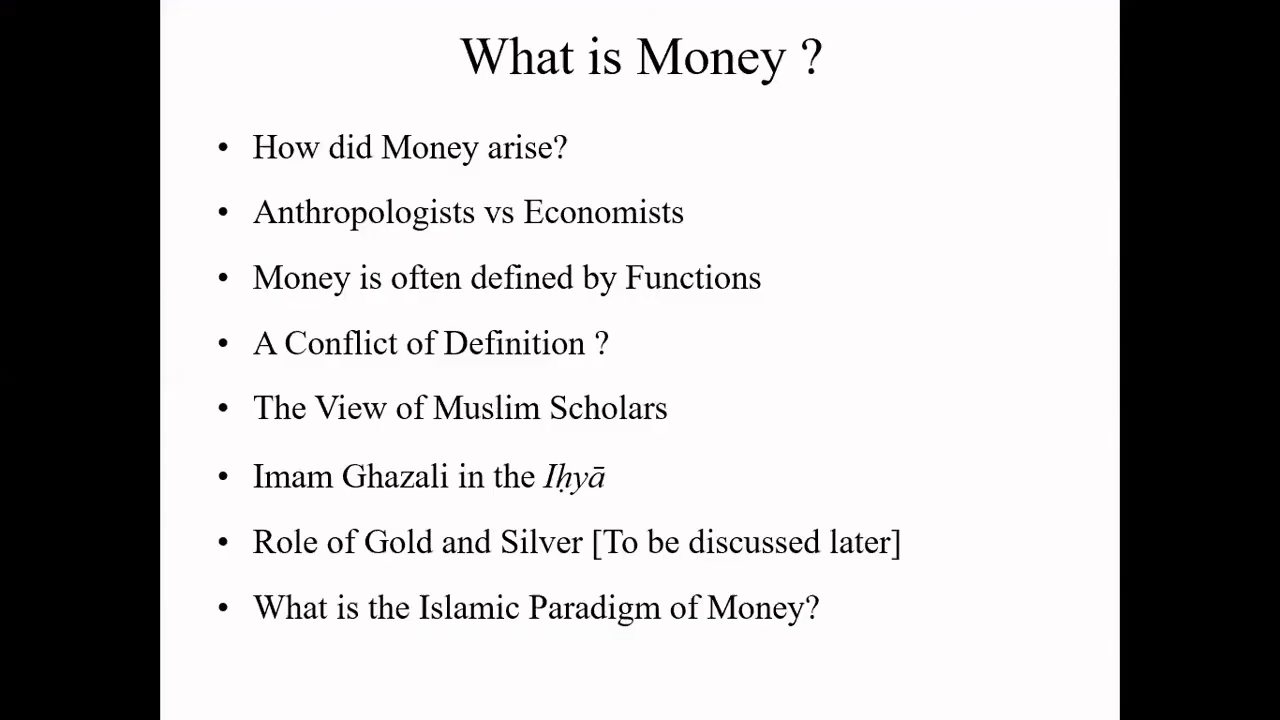 What is Money ?
• How did Money arise?
• Anthropologists vs Economists
• Money is often defined by Functions
• A Conflict of Definition ?
• The View of Muslim Scholars
• Imam Ghazali in the Iḥyā
• Role of Gold and Silver [To be discussed later]
• What is the Islamic Paradigm of Money?